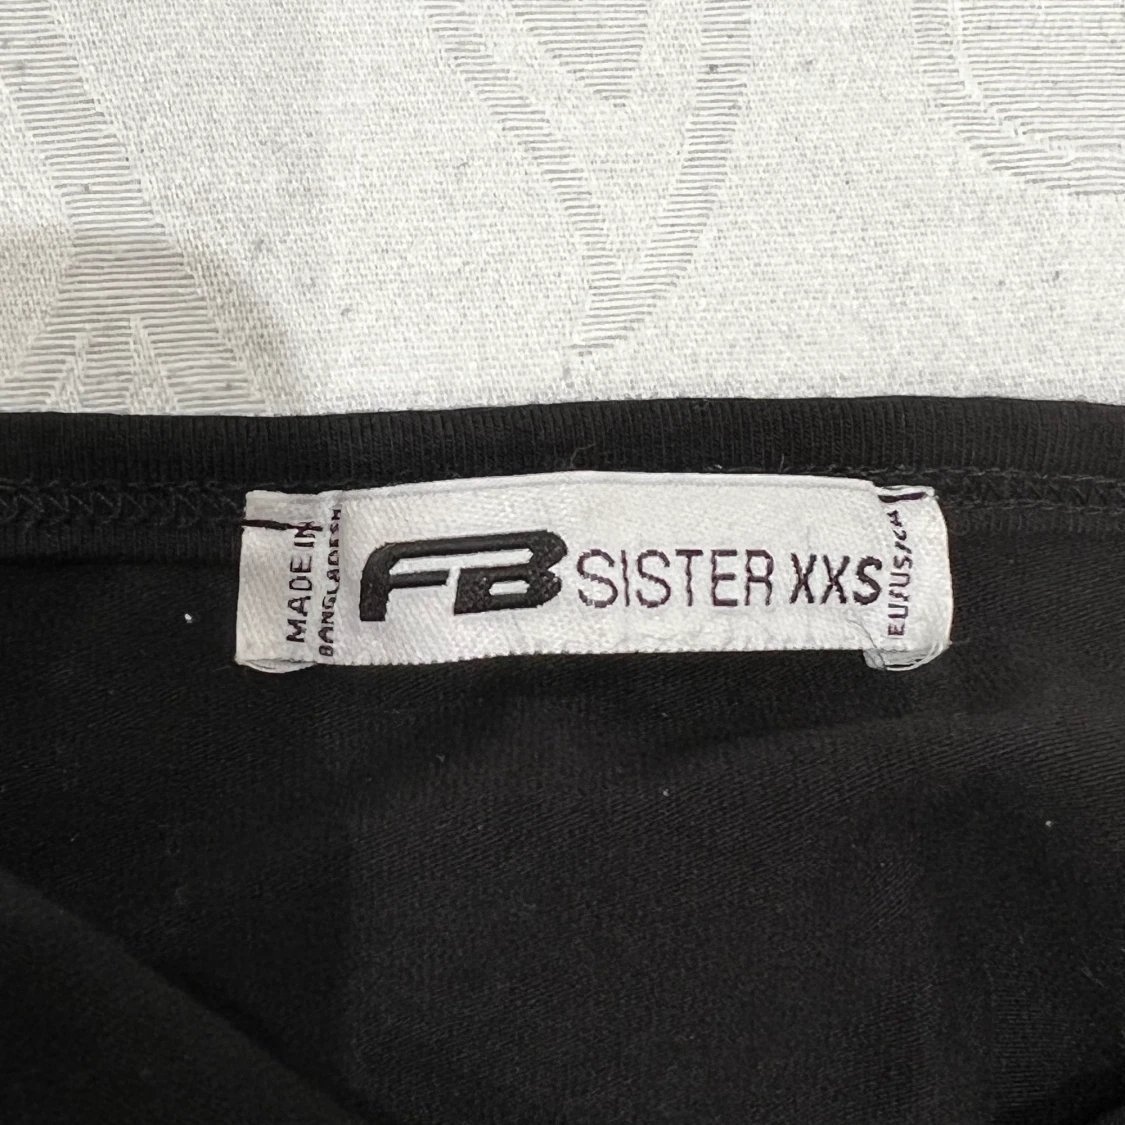 MADE IN
BANGLADESH
FB SISTER XXS
EU/US/CA